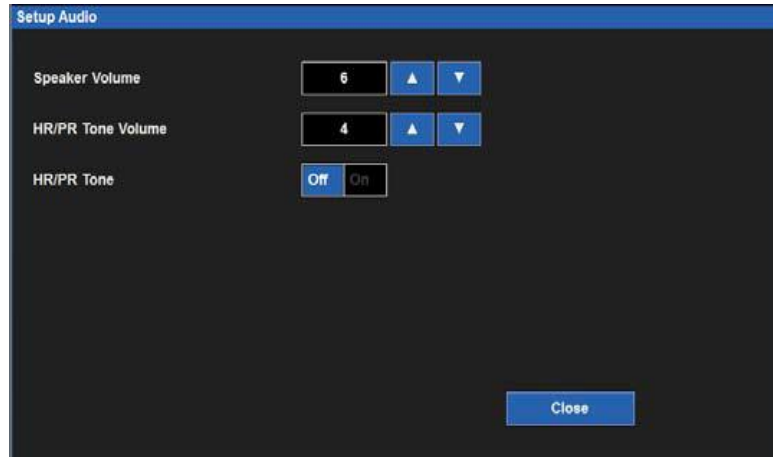 Setup Audio
Speaker Volume 6 ▲ ▼
HR/PR Tone Volume 4 ▲ ▼
HR/PR Tone Off On
Close